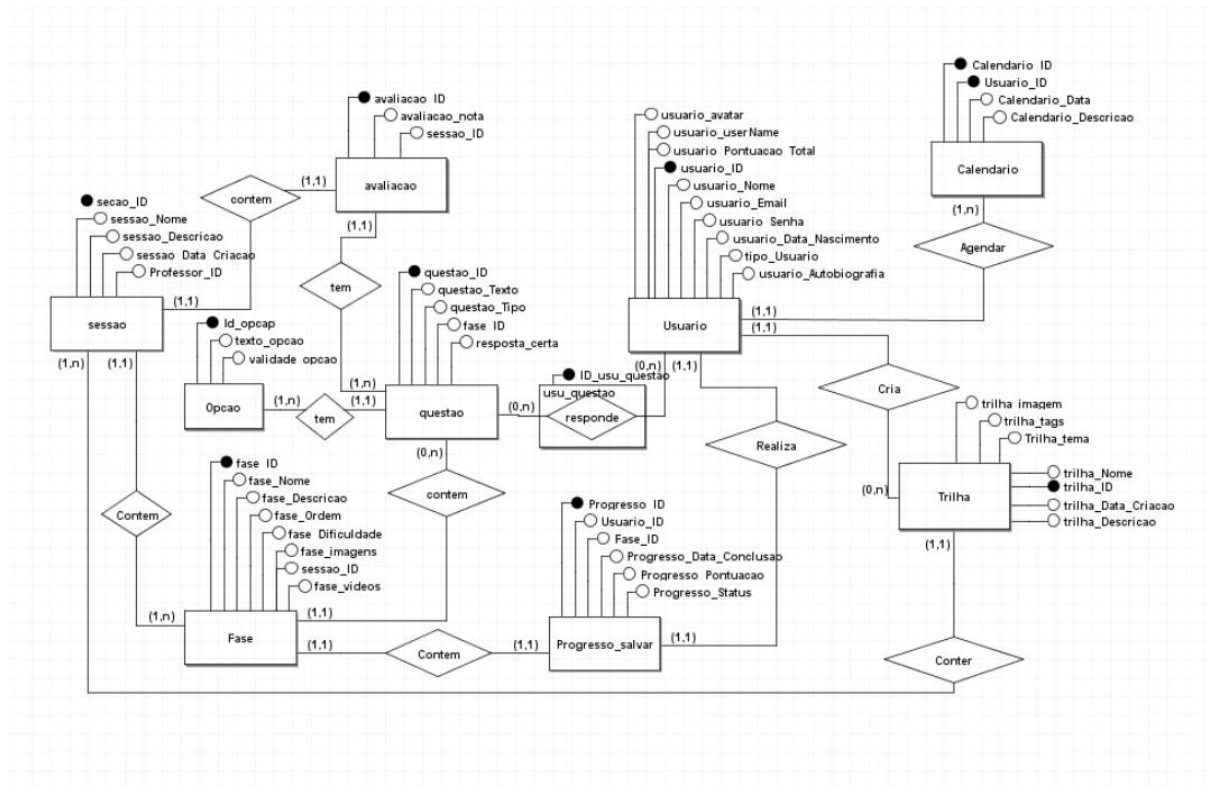 avaliacao ID
avaliacao_nota
sessao_ID
avaliacao
(1,1)
(1,1)
contem
secao_ID
sessao_Nome
sessao_Descricao
sessao Data Criacao
Professor_ID
sessao
(1,1)
(1,n)
(1,1)
tem
Id_opcap
texto_opcao
validade opcao
Opcao
(1,n)
tem
(1,n)
(1,1)
questao_ID
questao_Texto
questao_Tipo
fase ID
resposta_certa
questao
(0,n)
(0,n)
contem
ID_usu_questao
usu_questao
responde
usuario_avatar
usuario_userName
usuario Pontuacao Total
usuario_ID
usuario_Nome
usuario_Email
usuario Senha
usuario_Data_Nascimento
tipo_Usuario
usuario_Autobiografia
Usuario
(1,1)
(1,1)
(0,n)
(1,1)
Calendario ID
Usuario_ID
Calendario_Data
Calendario_Descricao
Calendario
(1,n)
Agendar
Cria
Realiza
trilha imagem
trilha_tags
Trilha_tema
trilha_Nome
trilha_ID
trilha_Data_Criacao
trilha_Descricao
Trilha
(0,n)
(1,1)
Conter
Contem
(1,n)
fase ID
fase_Nome
fase_Descricao
fase_Ordem
fase Dificuldade
fase_imagens
sessao_ID
fase_videos
Fase
(1,1)
(1,1)
Contem
(1,1)
Progresso ID
Usuario_ID
Fase_ID
Progresso_Data_Conclusao
Progresso Pontuacao
Progresso_Status
Progresso_salvar
(1,1)